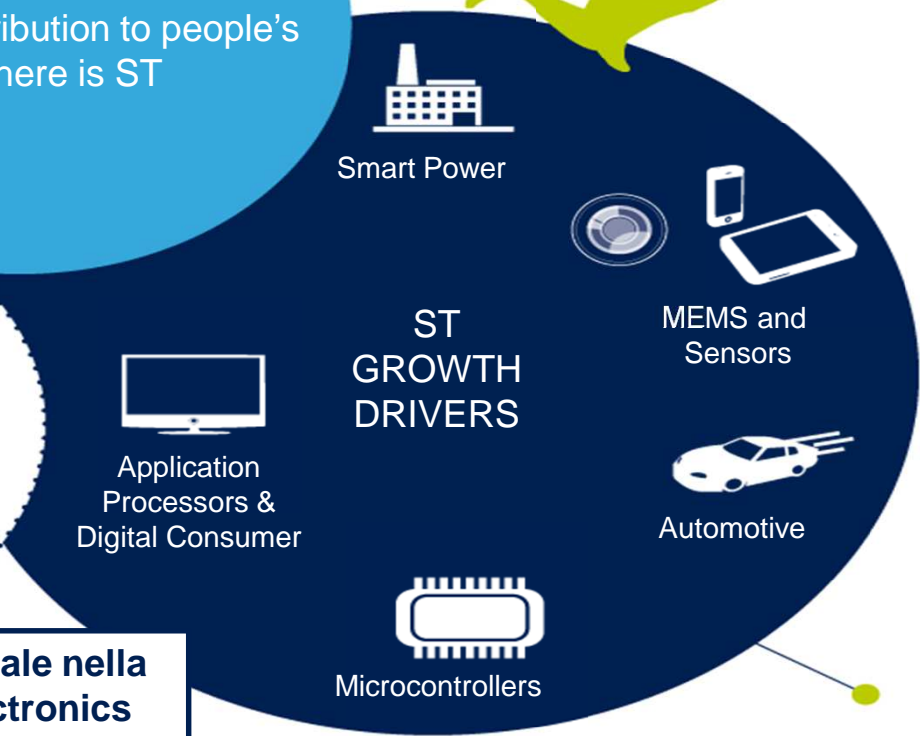 ribution to people's
here is ST
Smart Power
MEMS and
Sensors
ST
GROWTH
DRIVERS
Application
Processors &
Digital Consumer
Automotive
Microcontrollers
ale nella
ctronics